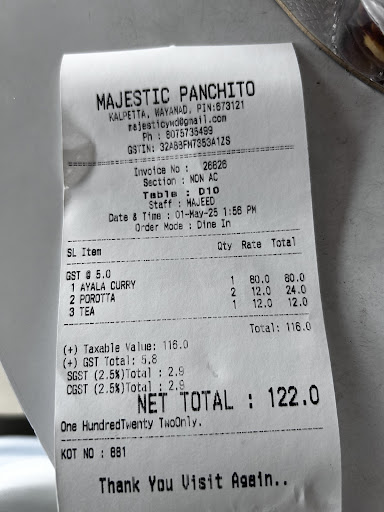 MAJESTIC PANCHITO
KALPETTA, WAYANAD, PIN:673121
majesticywd@gmail.com
Ph : 8075735499
GSTIN: 32ABBFM7353A1ZS
Invoice No : 26626
Section : NON AC
Table : D10
Staff : MAJEED
Date & Time : 01-May-25 1:56 PM
Order Mode : Dine In
SL Item Qty Rate Total
GST @ 5.0
1 AYALA CURRY 1 80.0 80.0
2 POROTTA 2 12.0 24.0
3 TEA 1 12.0 12.0
Total: 116.0
(+) Taxable Value: 116.0
(+) GST Total: 5.8
SGST (2.5%)Total : 2.9
CGST (2.5%)Total : 2.9
NET TOTAL : 122.0
One HundredTwenty TwoOnly.
KOT NO : 881
Thank You Visit Again..